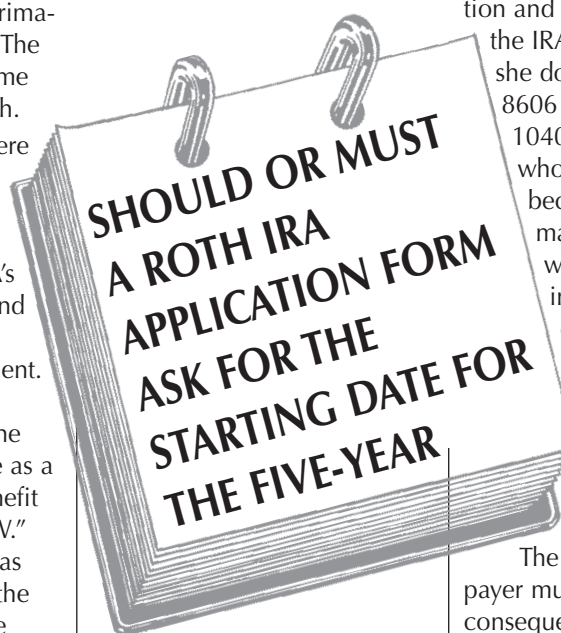 rima-
The
me
h.
ere
's
nd
ent.
he
e as a
nefit
V."
as
the
SHOULD OR MUST
A ROTH IRA
APPLICATION FORM
ASK FOR THE
STARTING DATE FOR
THE FIVE-YEAR
tion and
the IRA
she do
8606
1040
who
bec
ma
w
The
payer mu
conseque